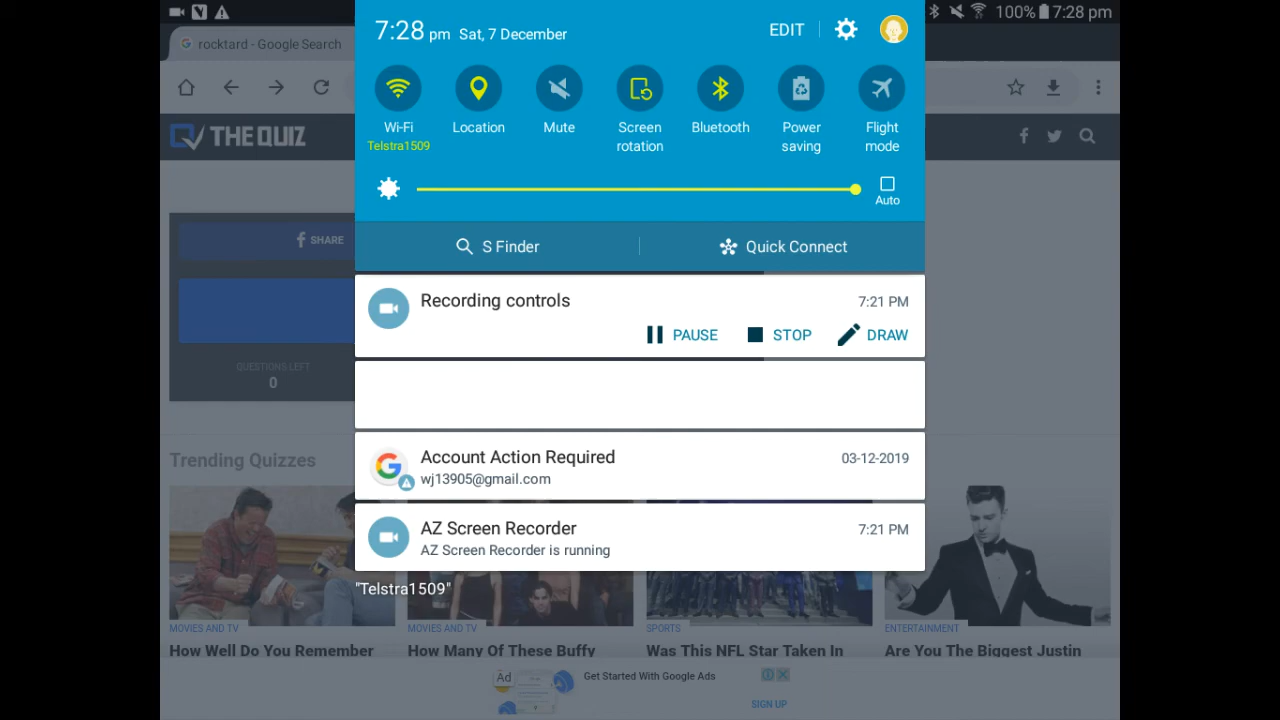 7:28 pm Sat, 7 December
EDIT
100% 7:28 pm
rocktard - Google Search
Wi-Fi
Telstra1509
Location
Mute
Screen
rotation
Bluetooth
Power
saving
Flight
mode
Auto
THE QUIZ
S Finder
Quick Connect
SHARE
Recording controls
7:21 PM
PAUSE
STOP
DRAW
QUESTIONS LEFT
0
Account Action Required
03-12-2019
wj13905@gmail.com
Trending Quizzes
AZ Screen Recorder
7:21 PM
AZ Screen Recorder is running
"Telstra1509"
MOVIES AND TV
How Well Do You Remember
MOVIES AND TV
How Many Of These Buffy
SPORTS
Was This NFL Star Taken In
ENTERTAINMENT
Are You The Biggest Justin
Ad
Get Started With Google Ads
SIGN UP